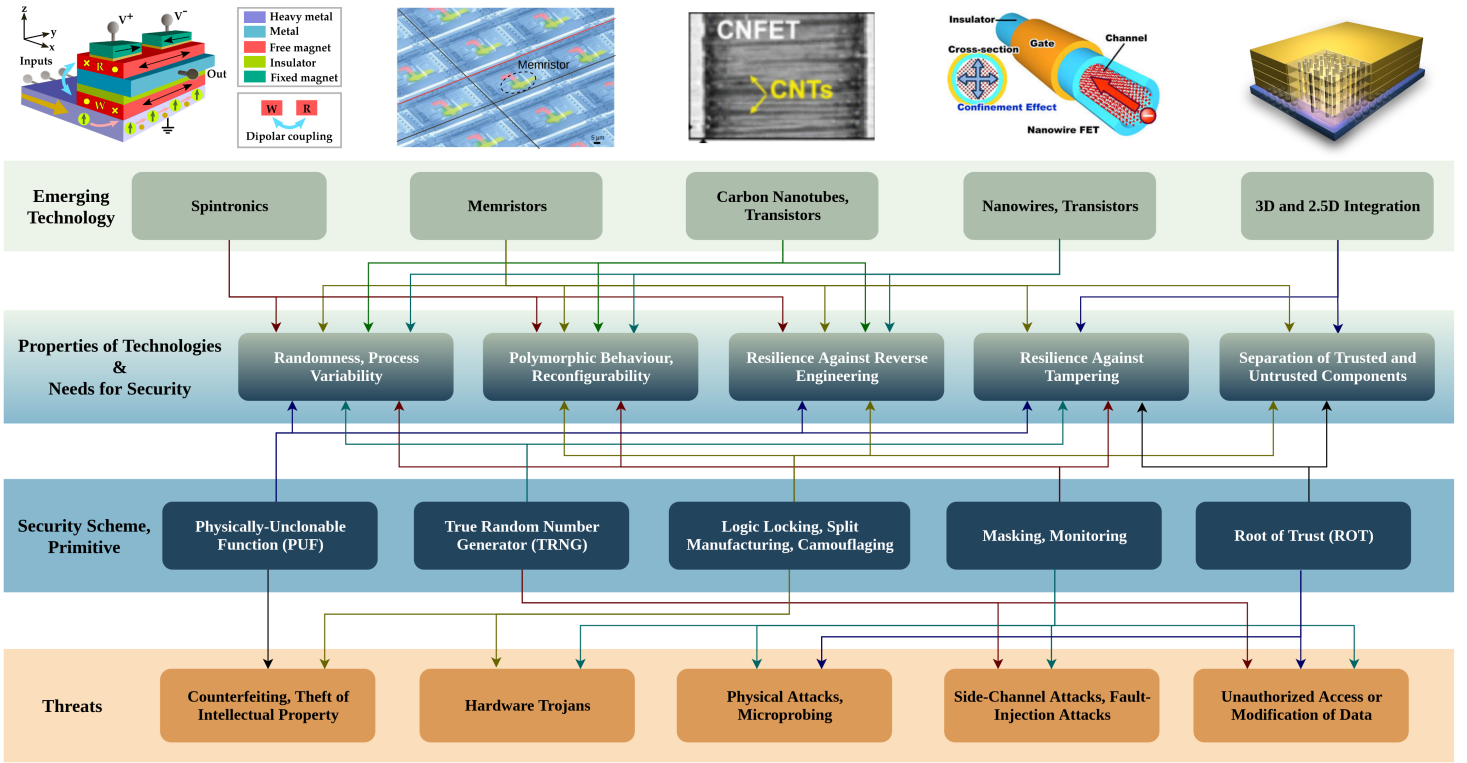 z
y
x
V⁺
V⁻
Inputs
R
W
Out
Heavy metal
Metal
Free magnet
Insulator
Fixed magnet
W
R
Dipolar coupling
Memristor
5 μm
CNFET
CNTs
Insulator
Gate
Channel
Cross-section
Confinement Effect
Nanowire FET
Emerging
Technology
Spintronics
Memristors
Carbon Nanotubes,
Transistors
Nanowires, Transistors
3D and 2.5D Integration
Properties of Technologies
&
Needs for Security
Randomness, Process
Variability
Polymorphic Behaviour,
Reconfigurability
Resilience Against Reverse
Engineering
Resilience Against
Tampering
Separation of Trusted and
Untrusted Components
Security Scheme,
Primitive
Physically-Unclonable
Function (PUF)
True Random Number
Generator (TRNG)
Logic Locking, Split
Manufacturing, Camouflaging
Masking, Monitoring
Root of Trust (ROT)
Threats
Counterfeiting, Theft of
Intellectual Property
Hardware Trojans
Physical Attacks,
Microprobing
Side-Channel Attacks, Fault-
Injection Attacks
Unauthorized Access or
Modification of Data